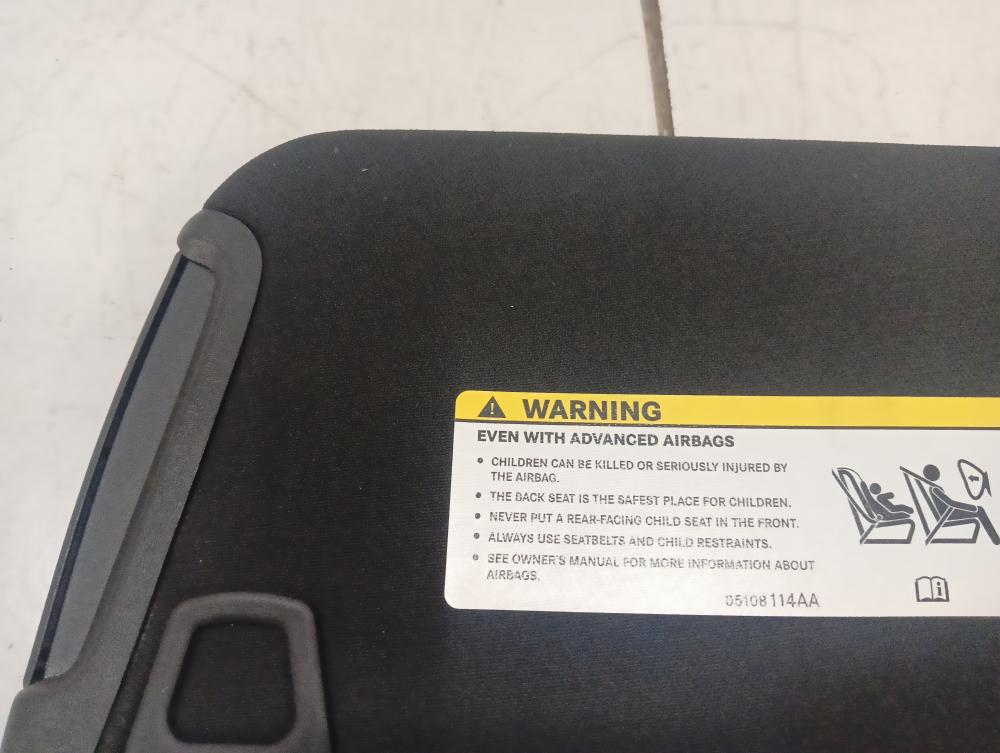 WARNING
EVEN WITH ADVANCED AIRBAGS
• CHILDREN CAN BE KILLED OR SERIOUSLY INJURED BY
THE AIRBAG.
• THE BACK SEAT IS THE SAFEST PLACE FOR CHILDREN.
• NEVER PUT A REAR-FACING CHILD SEAT IN THE FRONT.
• ALWAYS USE SEATBELTS AND CHILD RESTRAINTS.
• SEE OWNER'S MANUAL FOR MORE INFORMATION ABOUT
AIRBAGS.
05108114AA